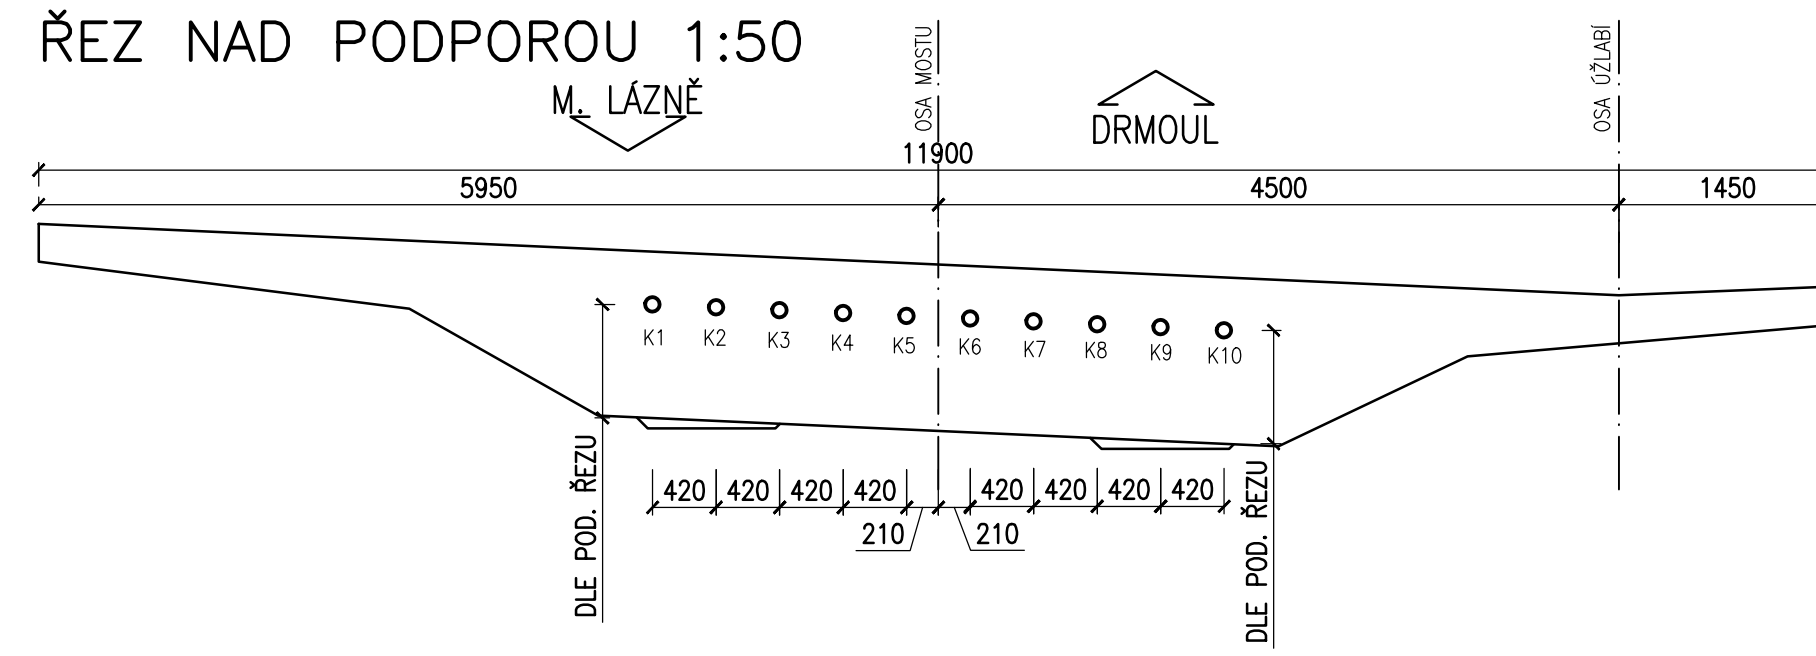 ŘEZ NAD PODPOROU 1:50
M. LÁZNĚ
OSA MOSTU
DRMOUL
OSA ÚŽLABÍ
11900
5950
4500
1450
K1
K2
K3
K4
K5
K6
K7
K8
K9
K10
DLE POD. ŘEZU
420
420
420
420
210
210
420
420
420
420
DLE POD. ŘEZU